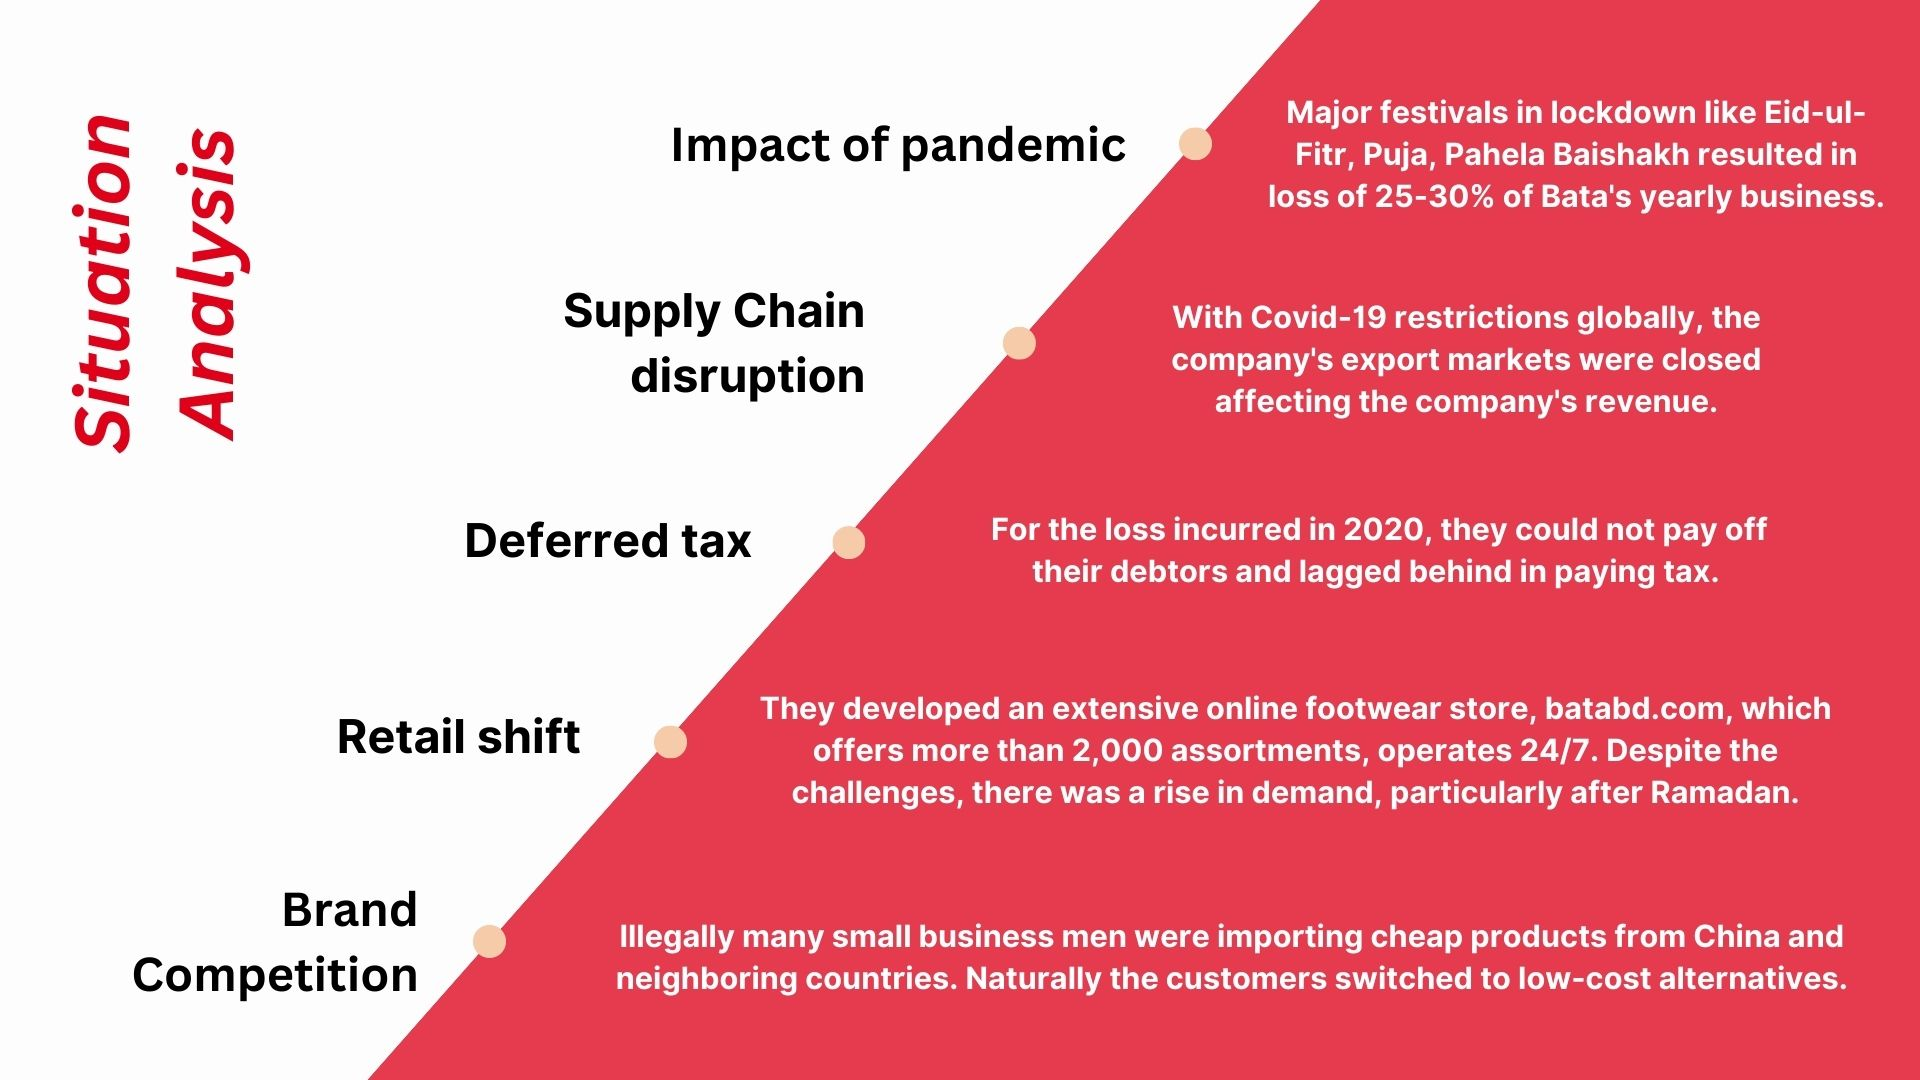 Situation
Analysis
Impact of pandemic
Major festivals in lockdown like Eid-ul-
Fitr, Puja, Pahela Baishakh resulted in
loss of 25-30% of Bata's yearly business.
Supply Chain
disruption
With Covid-19 restrictions globally, the
company's export markets were closed
affecting the company's revenue.
Deferred tax
For the loss incurred in 2020, they could not pay off
their debtors and lagged behind in paying tax.
Retail shift
They developed an extensive online footwear store, batabd.com, which
offers more than 2,000 assortments, operates 24/7. Despite the
challenges, there was a rise in demand, particularly after Ramadan.
Brand
Competition
Illegally many small business men were importing cheap products from China and
neighboring countries. Naturally the customers switched to low-cost alternatives.